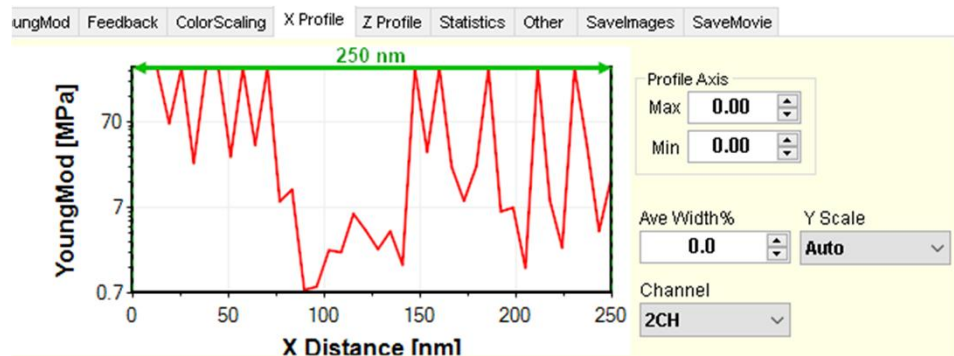 ungMod Feedback ColorScaling X Profile Z Profile Statistics Other SaveImages SaveMovie
250 nm
YoungMod [MPa]
70
7
0.7
0 50 100 150 200 250
X Distance [nm]
Profile Axis
Max 0.00
Min 0.00
Ave Width% Y Scale
0.0 Auto
Channel
2CH